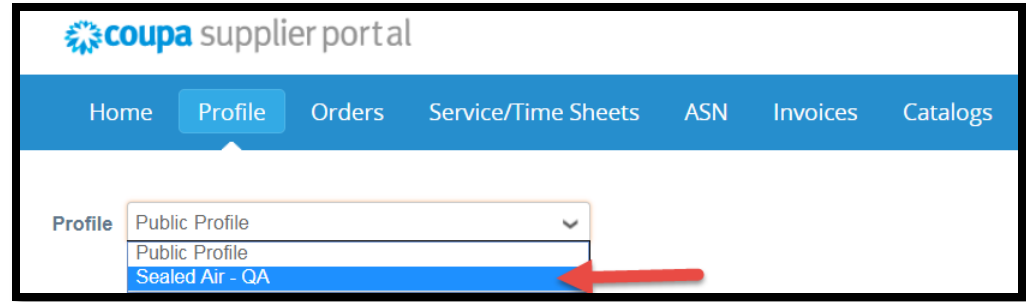 coupa supplier portal
Home Profile Orders Service/Time Sheets ASN Invoices Catalogs
Profile Public Profile
Public Profile
Sealed Air - QA